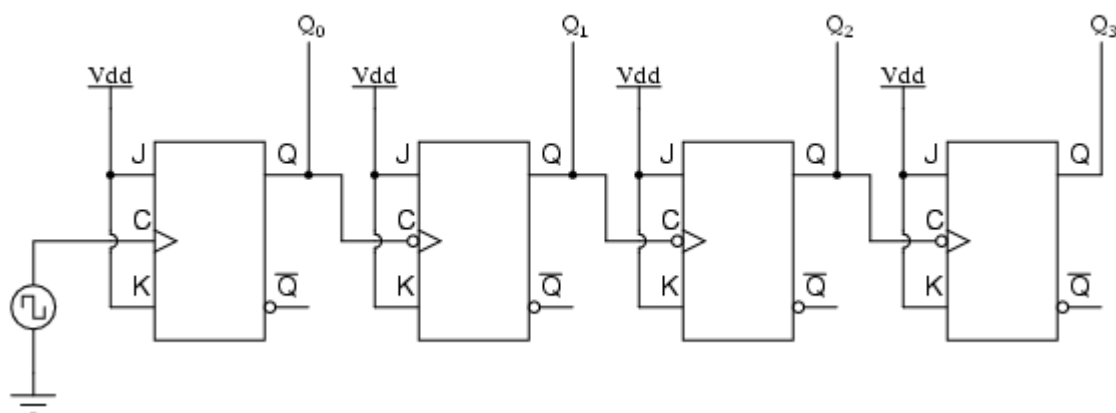 Q₀ Q₁ Q₂ Q₃
Vdd Vdd Vdd Vdd
J Q J Q J Q J Q
C C C C
K Q̅ K Q̅ K Q̅ K Q̅